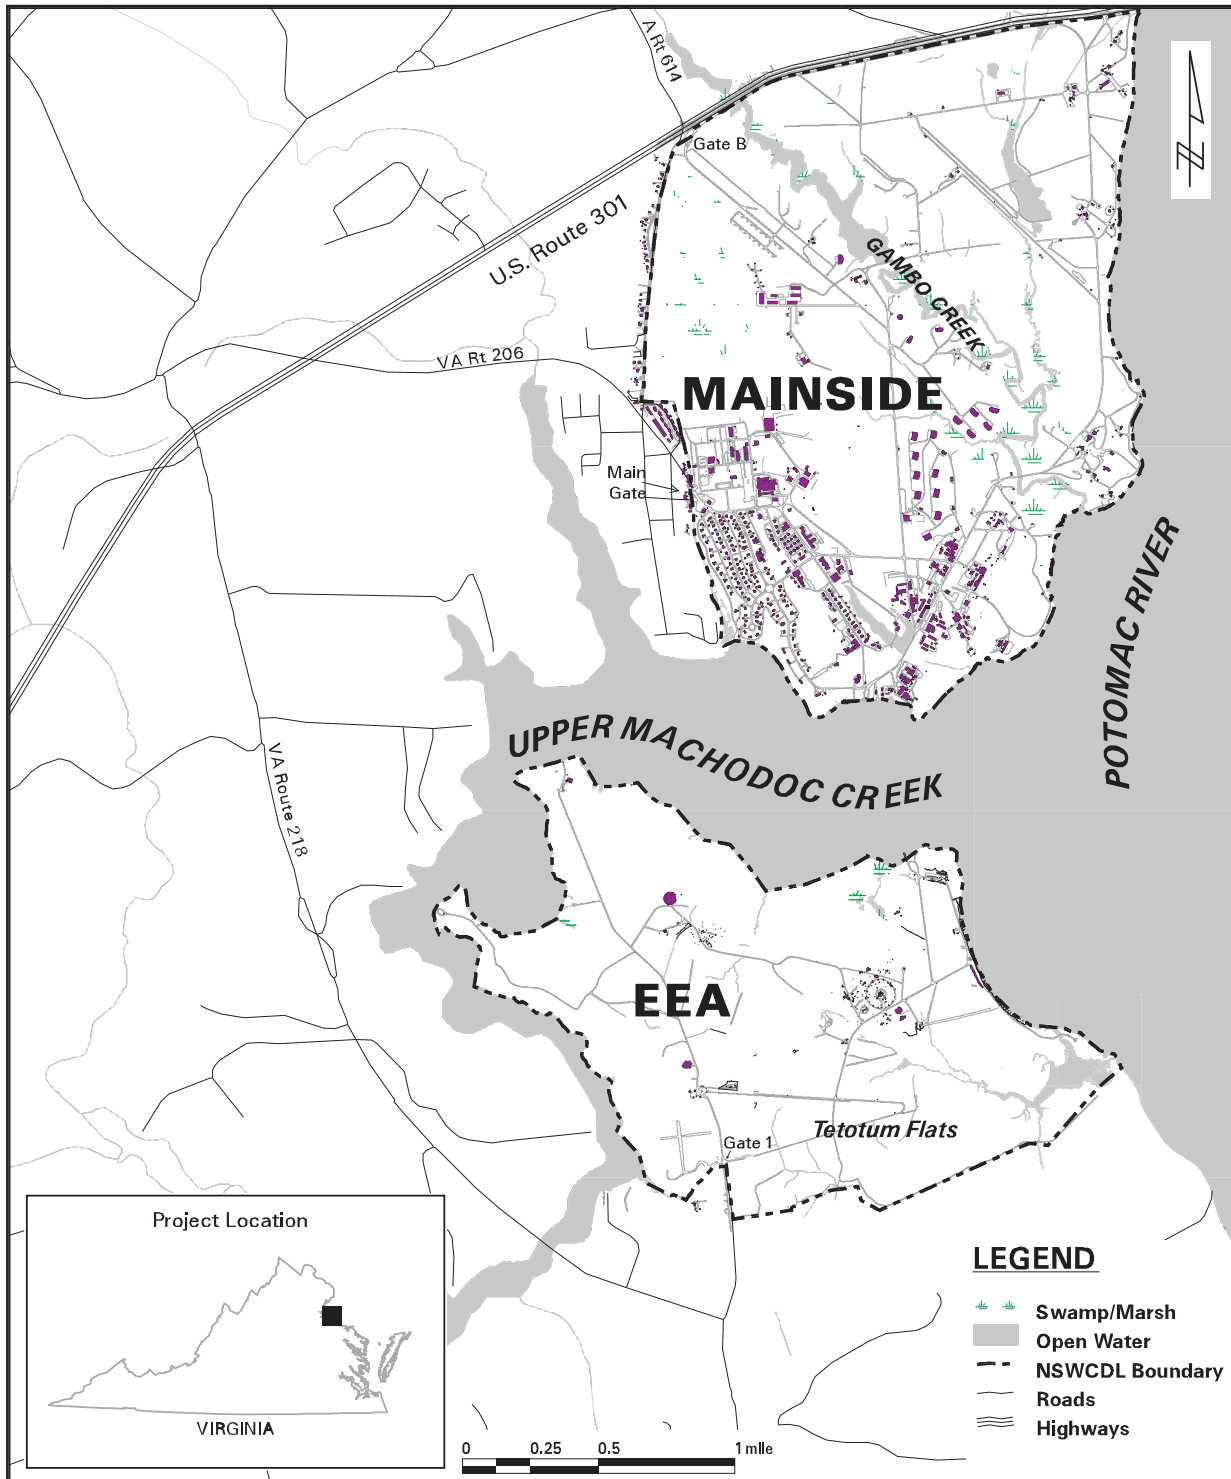 A Rt 614
Gate B
U.S. Route 301
GAMBO CREEK
VA Rt 206
MAINSIDE
Main
Gate
POTOMAC RIVER
UPPER MACHODOC CREEK
VA Route 218
EEA
Tetotum Flats
Gate 1
Project Location
VIRGINIA
LEGEND
Swamp/Marsh
Open Water
NSWCDL Boundary
Roads
Highways
0 0.25 0.5 1 mile